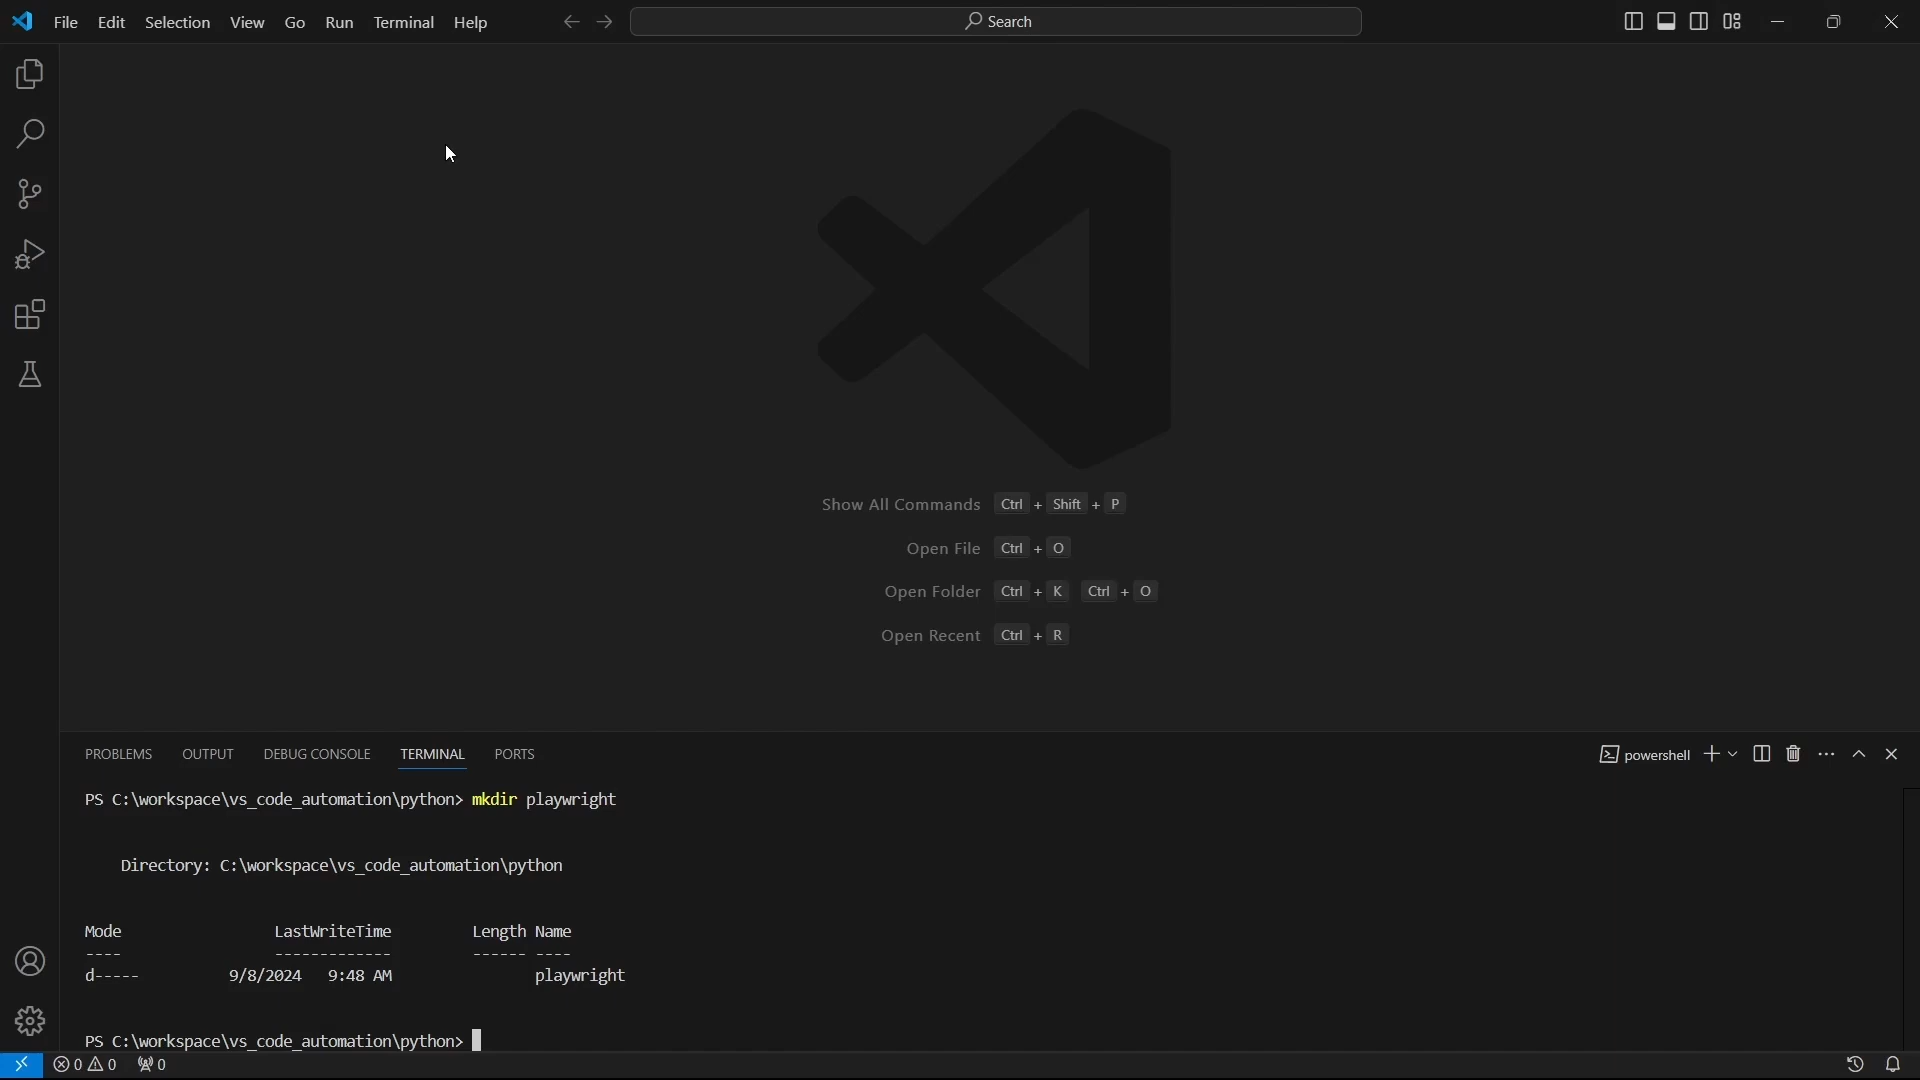 File Edit Selection View Go Run Terminal Help
Search
Show All Commands Ctrl + Shift + P
Open File Ctrl + O
Open Folder Ctrl + K Ctrl + O
Open Recent Ctrl + R
PROBLEMS OUTPUT DEBUG CONSOLE TERMINAL PORTS
powershell
PS C:\workspace\vs_code_automation\python> mkdir playwright
Directory: C:\workspace\vs_code_automation\python
Mode LastWriteTime Length Name
---- ------------- ------ ----
d----- 9/8/2024 9:48 AM playwright
PS C:\workspace\vs_code_automation\python>
0 0 0